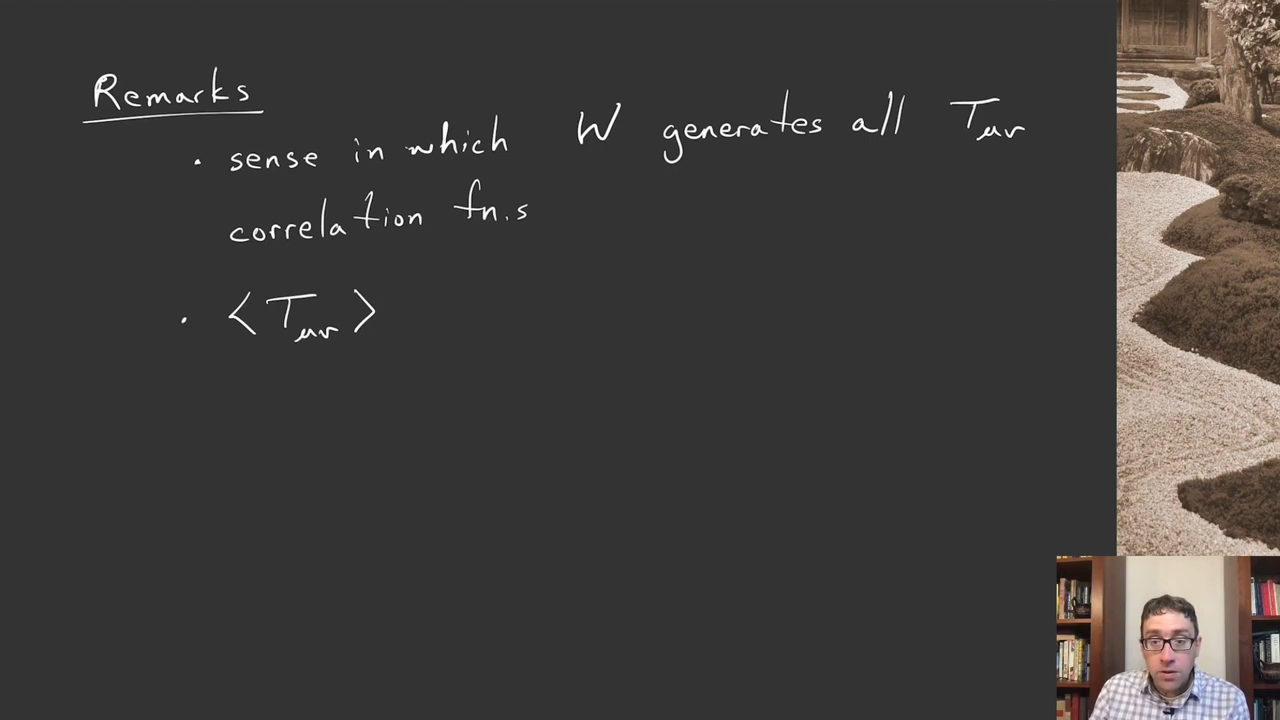 Remarks
· sense in which W generates all Tμν
correlation fn.s
· <Tμν>